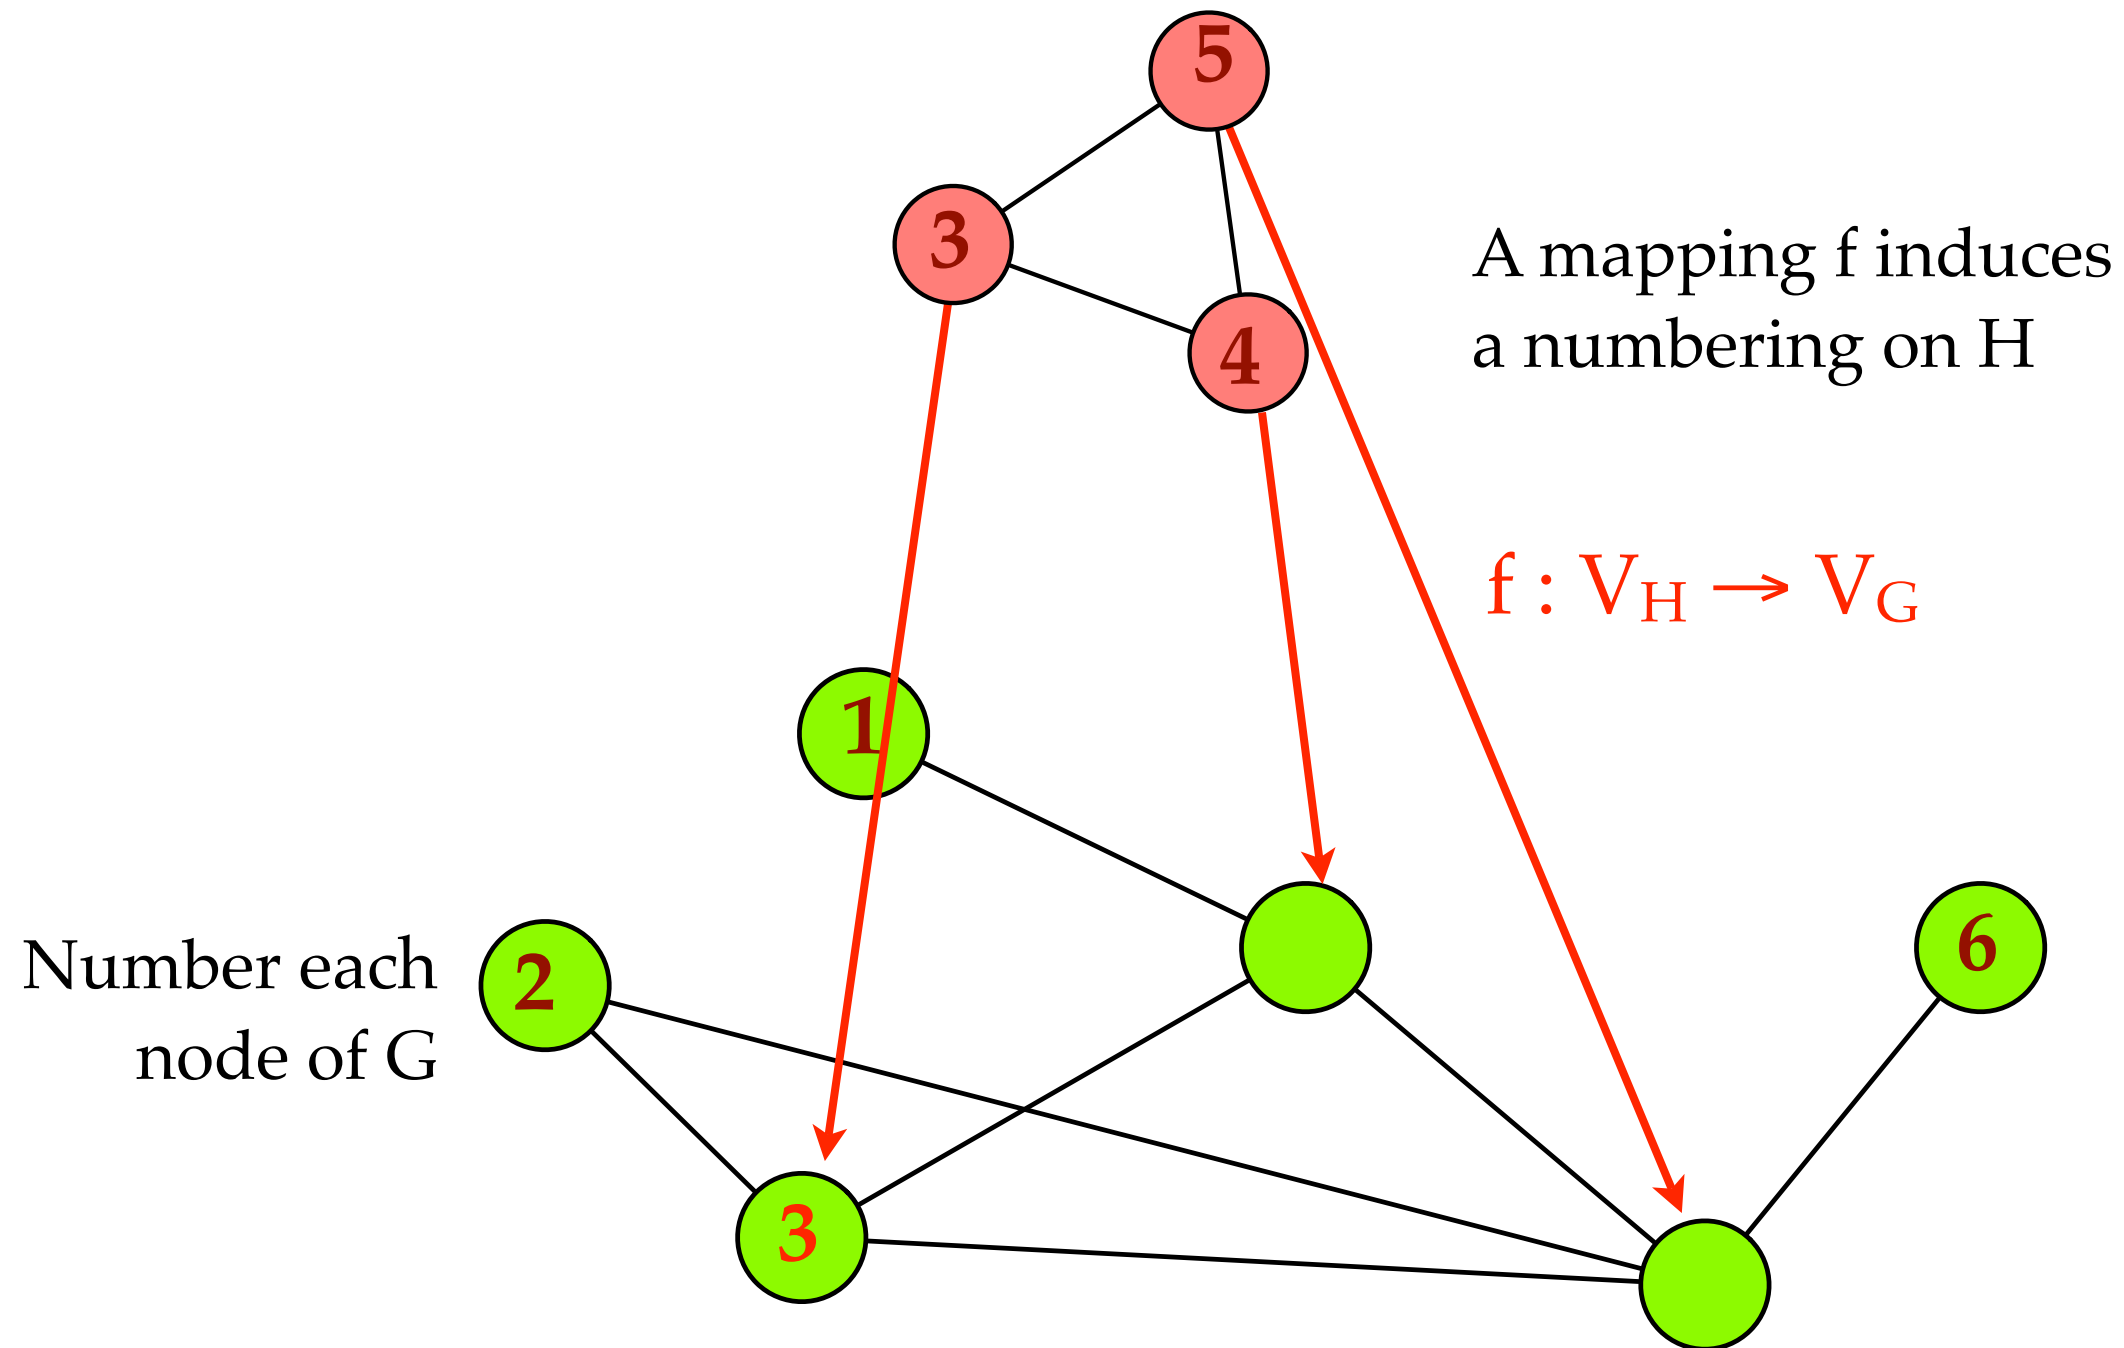 5
3
A mapping f induces
a numbering on H
4
f : V_H → V_G
1
6
Number each
node of G
2
3